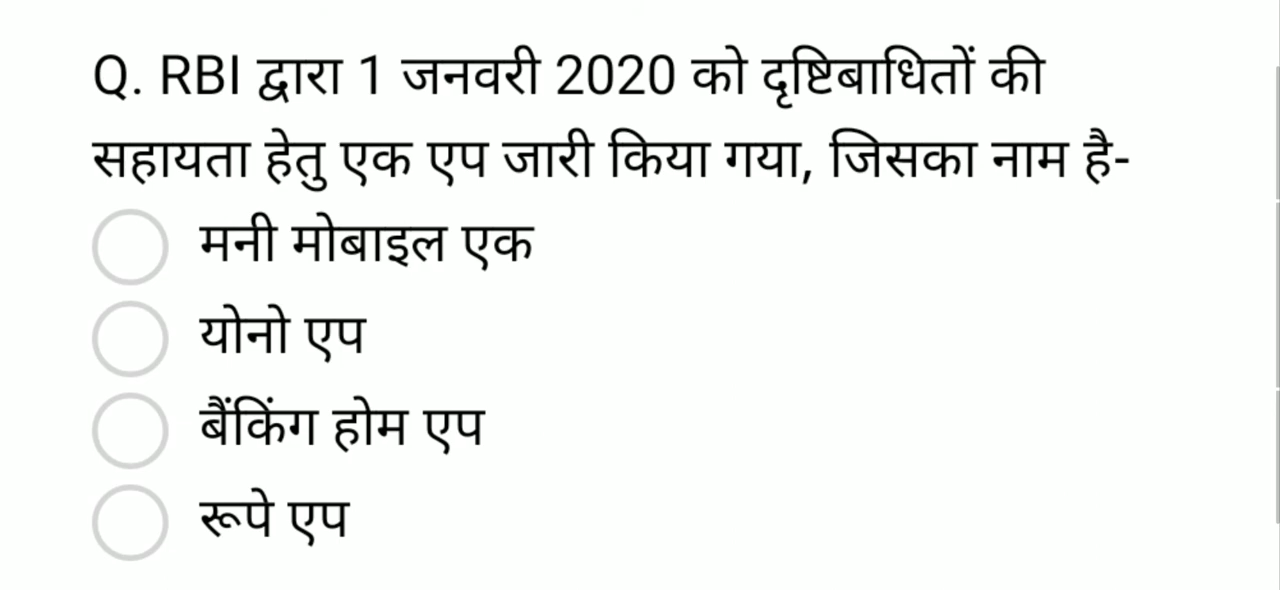 Q. RBI द्वारा 1 जनवरी 2020 को दृष्टिबाधितों की
सहायता हेतु एक एप जारी किया गया, जिसका नाम है-
मनी मोबाइल एक
योनो एप
बैंकिंग होम एप
रूपे एप